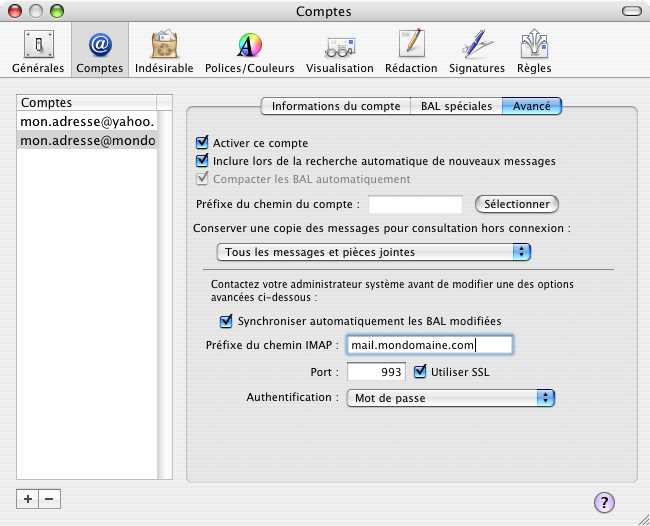 Comptes
Générales Comptes Indésirable Polices/Couleurs Visualisation Rédaction Signatures Règles
Comptes
mon.adresse@yahoo.
mon.adresse@mondo
Informations du compte BAL spéciales Avancé
Activer ce compte
Inclure lors de la recherche automatique de nouveaux messages
Compacter les BAL automatiquement
Préfixe du chemin du compte : Sélectionner
Conserver une copie des messages pour consultation hors connexion :
Tous les messages et pièces jointes
Contactez votre administrateur système avant de modifier une des options
avancées ci-dessous :
Synchroniser automatiquement les BAL modifiées
Préfixe du chemin IMAP : mail.mondomaine.com
Port : 993 Utiliser SSL
Authentification : Mot de passe
+ − ?